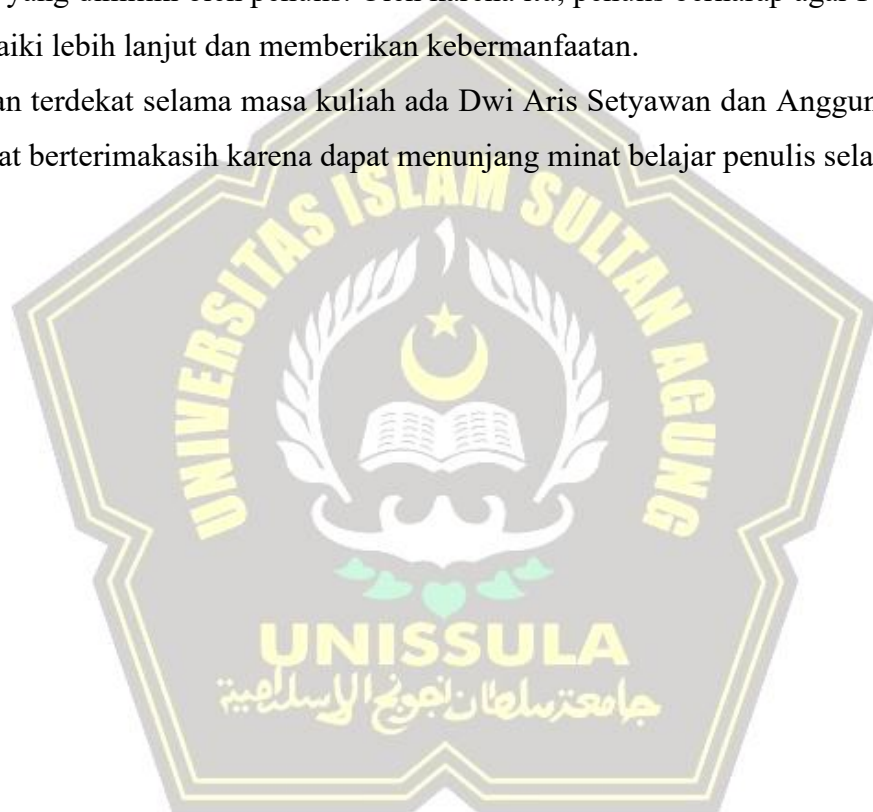 yang dimiliki oleh penulis. Oleh karena itu, penulis berharap agar
aiki lebih lanjut dan memberikan kebermanfaatan.
an terdekat selama masa kuliah ada Dwi Aris Setyawan dan Anggun
at berterimakasih karena dapat menunjang minat belajar penulis sela
UNIVERSITAS ISLAM SULTAN AGUNG
UNISSULA
جامعة سلطان أجونج الإسلامية